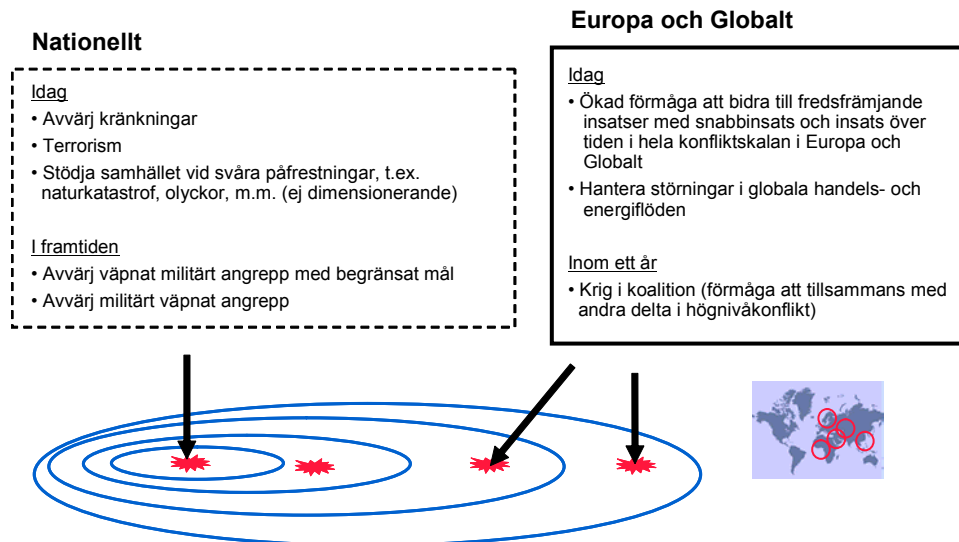 Nationellt
Idag
• Avvärj kränkningar
• Terrorism
• Stödja samhället vid svåra påfrestningar, t.ex.
naturkatastrof, olyckor, m.m. (ej dimensionerande)
I framtiden
• Avvärj väpnat militärt angrepp med begränsat mål
• Avvärj militärt väpnat angrepp
Europa och Globalt
Idag
• Ökad förmåga att bidra till fredsfrämjande
insatser med snabbinsats och insats över
tiden i hela konfliktskalan i Europa och
Globalt
• Hantera störningar i globala handels- och
energiflöden
Inom ett år
• Krig i koalition (förmåga att tillsammans med
andra delta i högnivåkonflikt)